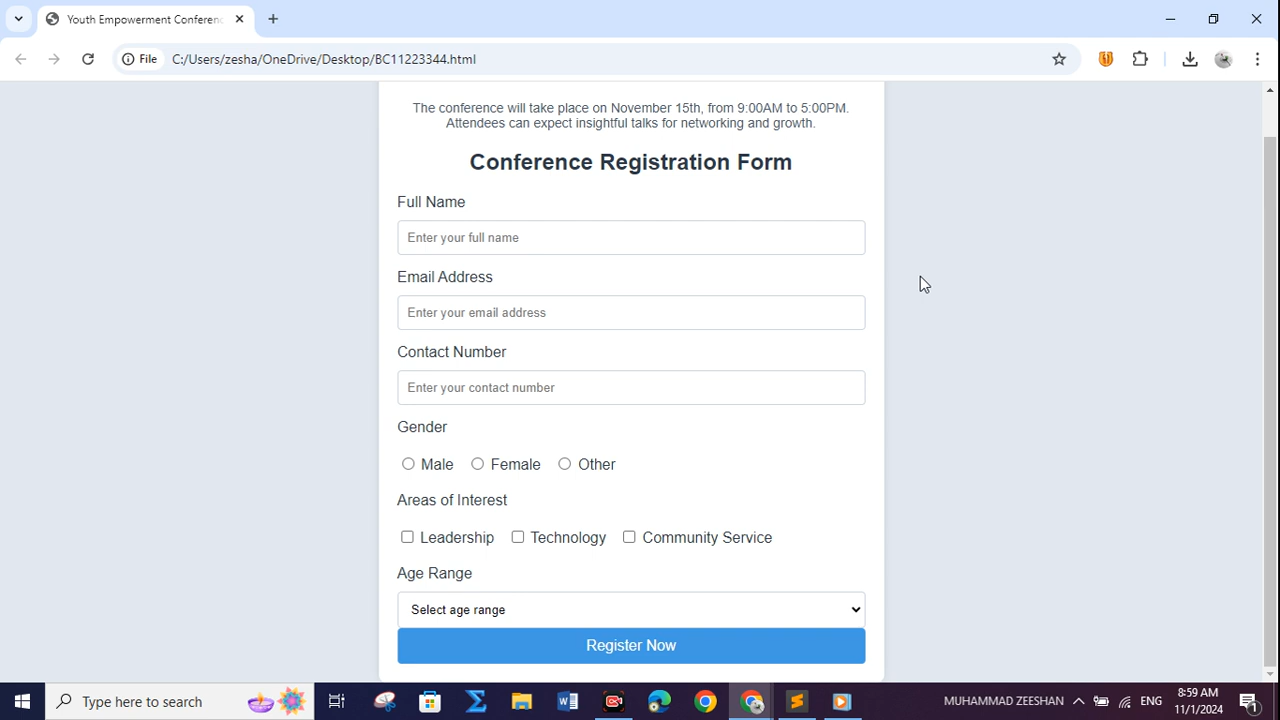 Youth Empowerment Conferenc
File
C:/Users/zesha/OneDrive/Desktop/BC11223344.html
The conference will take place on November 15th, from 9:00AM to 5:00PM.
Attendees can expect insightful talks for networking and growth.
Conference Registration Form
Full Name
Enter your full name
Email Address
Enter your email address
Contact Number
Enter your contact number
Gender
Male Female Other
Areas of Interest
Leadership Technology Community Service
Age Range
Select age range
Register Now
Type here to search
MUHAMMAD ZEESHAN
ENG
8:59 AM
11/1/2024
1